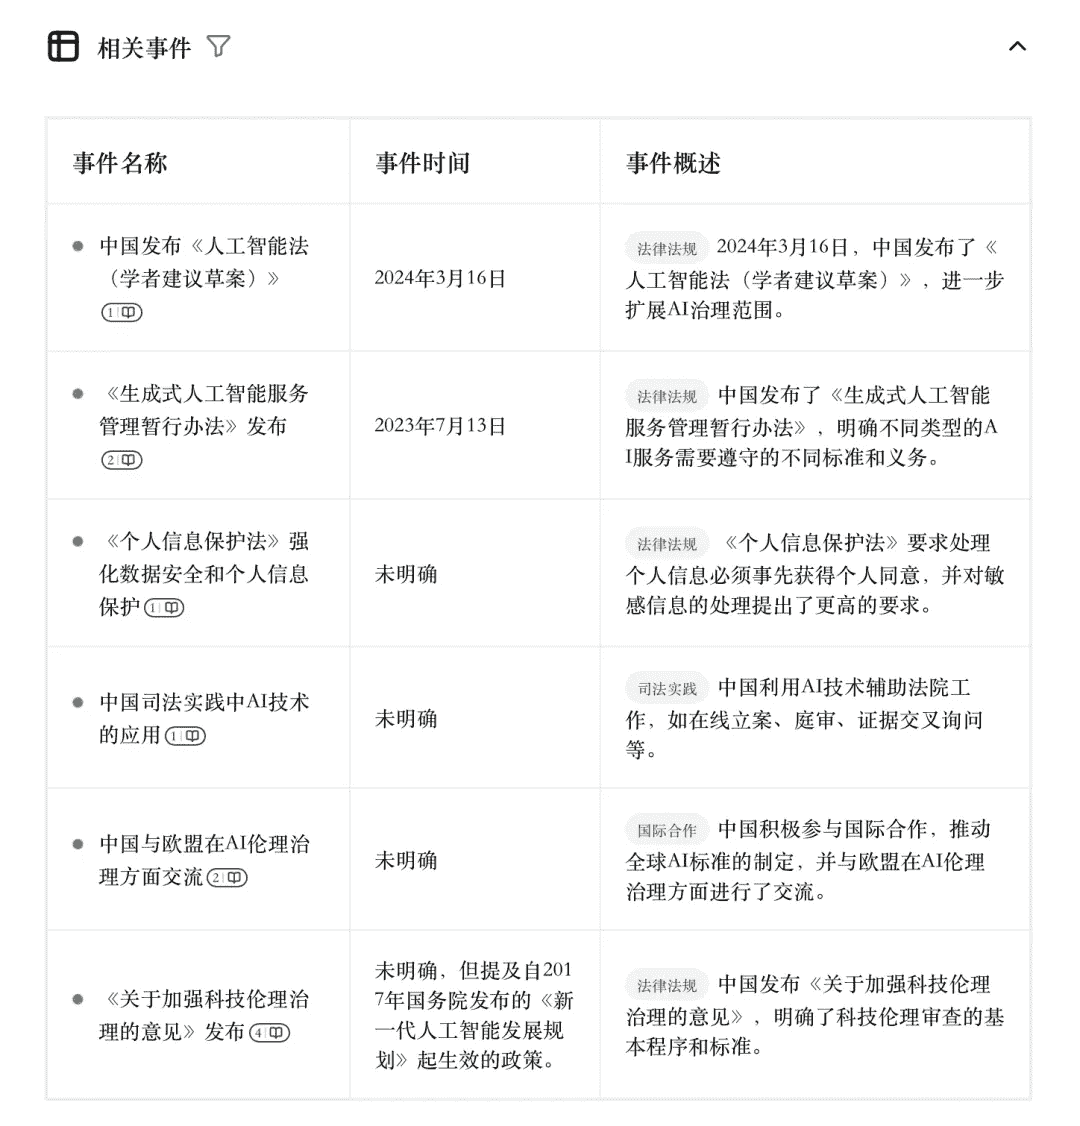 相关事件
事件名称
事件时间
事件概述
中国发布《人工智能法
（学者建议草案）》
1
2024年3月16日
法律法规 2024年3月16日，中国发布了《
人工智能法（学者建议草案）》，进一步
扩展AI治理范围。
《生成式人工智能服务
管理暂行办法》发布
2
2023年7月13日
法律法规 中国发布了《生成式人工智能
服务管理暂行办法》，明确不同类型的A
I服务需要遵守的不同标准和义务。
《个人信息保护法》强
化数据安全和个人信息
保护 1
未明确
法律法规 《个人信息保护法》要求处理
个人信息必须事先获得个人同意，并对敏
感信息的处理提出了更高的要求。
中国司法实践中AI技术
的应用 1
未明确
司法实践 中国利用AI技术辅助法院工
作，如在线立案、庭审、证据交叉询问
等。
中国与欧盟在AI伦理治
理方面交流 2
未明确
国际合作 中国积极参与国际合作，推动
全球AI标准的制定，并与欧盟在AI伦理
治理方面进行了交流。
《关于加强科技伦理治
理的意见》发布 4
未明确，但提及自201
7年国务院发布的《新
一代人工智能发展规
划》起生效的政策。
法律法规 中国发布《关于加强科技伦理
治理的意见》，明确了科技伦理审查的基
本程序和标准。